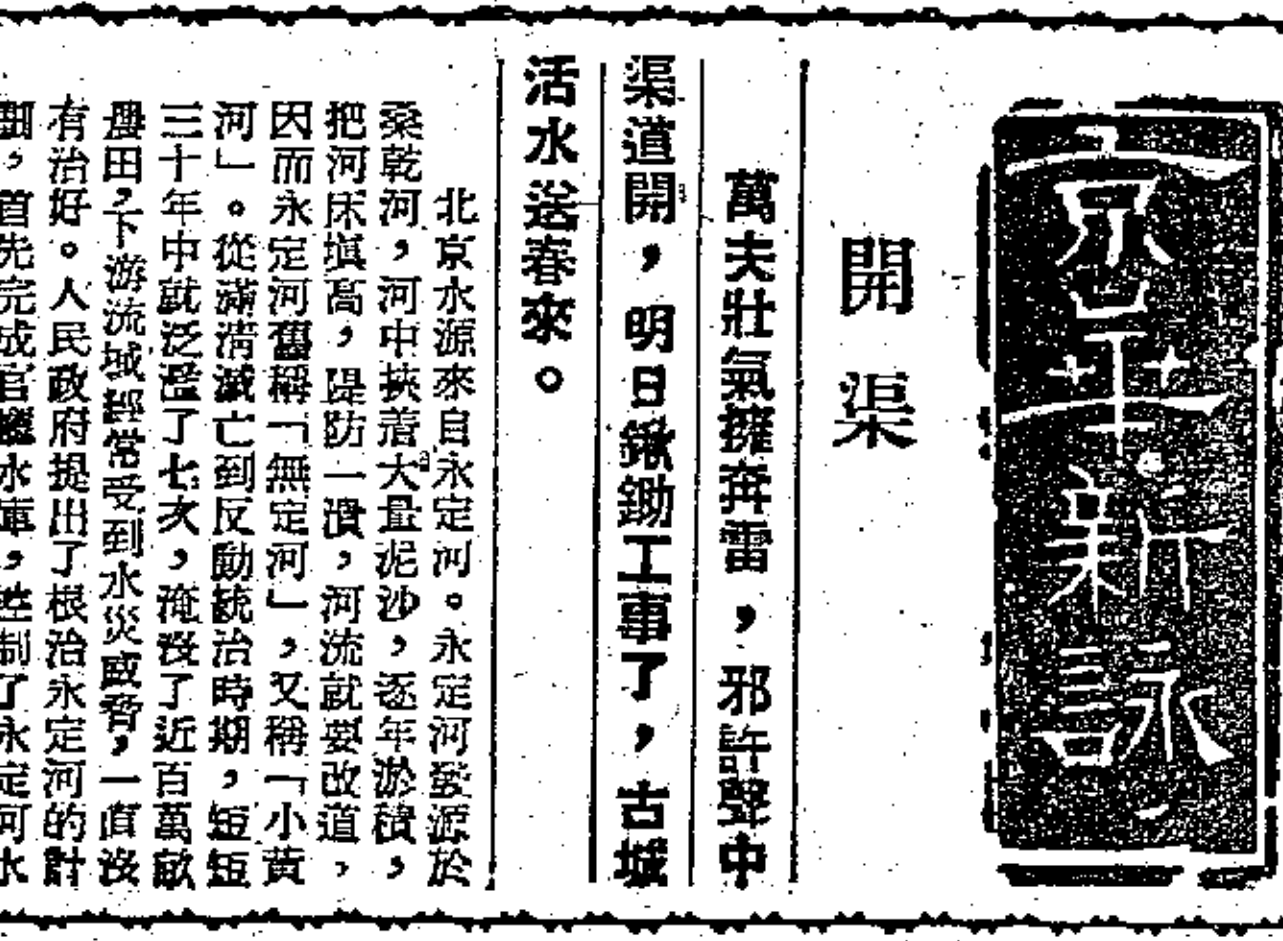 京華新詠
開渠
萬夫壯氣擁奔雷，邪許聲中
渠道開，明日鍬鋤工事了，古城
活水送春來。
北京水源來自永定河。永定河發源於
桑乾河，河中挾着大量泥沙，逐年淤積，
把河床塡高，堤防一潰，河流就要改道，
因而永定河舊稱「無定河」，又稱「小黃
河」。從滿淸滅亡到反動統治時期，短短
三十年中就泛濫了七次，淹沒了近百萬畝
農田，下游流域經常受到水災威脅，一直沒
有治好。人民政府提出了根治永定河的計
劃，首先完成官廳水庫，控制了永定河水